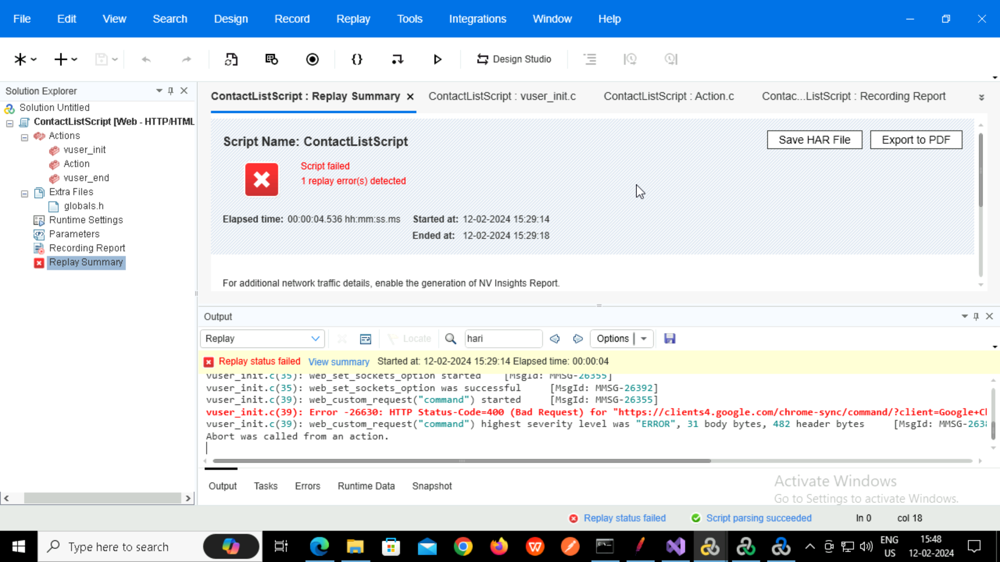 File Edit View Search Design Record Replay Tools Integrations Window Help
Design Studio
Solution Explorer
Solution Untitled
ContactListScript [Web - HTTP/HTML
Actions
vuser_init
Action
vuser_end
Extra Files
globals.h
Runtime Settings
Parameters
Recording Report
Replay Summary
ContactListScript : Replay Summary ContactListScript : vuser_init.c ContactListScript : Action.c Contac...ListScript : Recording Report
Script Name: ContactListScript
Save HAR File Export to PDF
Script failed
1 replay error(s) detected
Elapsed time: 00:00:04.536 hh:mm:ss.ms Started at: 12-02-2024 15:29:14
Ended at: 12-02-2024 15:29:18
For additional network traffic details, enable the generation of NV Insights Report.
Output
Replay Locate hari Options
Replay status failed View summary Started at: 12-02-2024 15:29:14 Elapsed time: 00:00:04
vuser_init.c(35): web_set_sockets_option started [MsgId: MMSG-26355]
vuser_init.c(35): web_set_sockets_option was successful [MsgId: MMSG-26392]
vuser_init.c(39): web_custom_request("command") started [MsgId: MMSG-26355]
vuser_init.c(39): Error -26630: HTTP Status-Code=400 (Bad Request) for "https://clients4.google.com/chrome-sync/command/?client=Google+
vuser_init.c(39): web_custom_request("command") highest severity level was "ERROR", 31 body bytes, 482 header bytes [MsgId: MMSG-263
Abort was called from an action.
Output Tasks Errors Runtime Data Snapshot
Activate Windows
Go to Settings to activate Windows.
Replay status failed Script parsing succeeded ln 0 col 18
Type here to search
ENG
US
15:48
12-02-2024